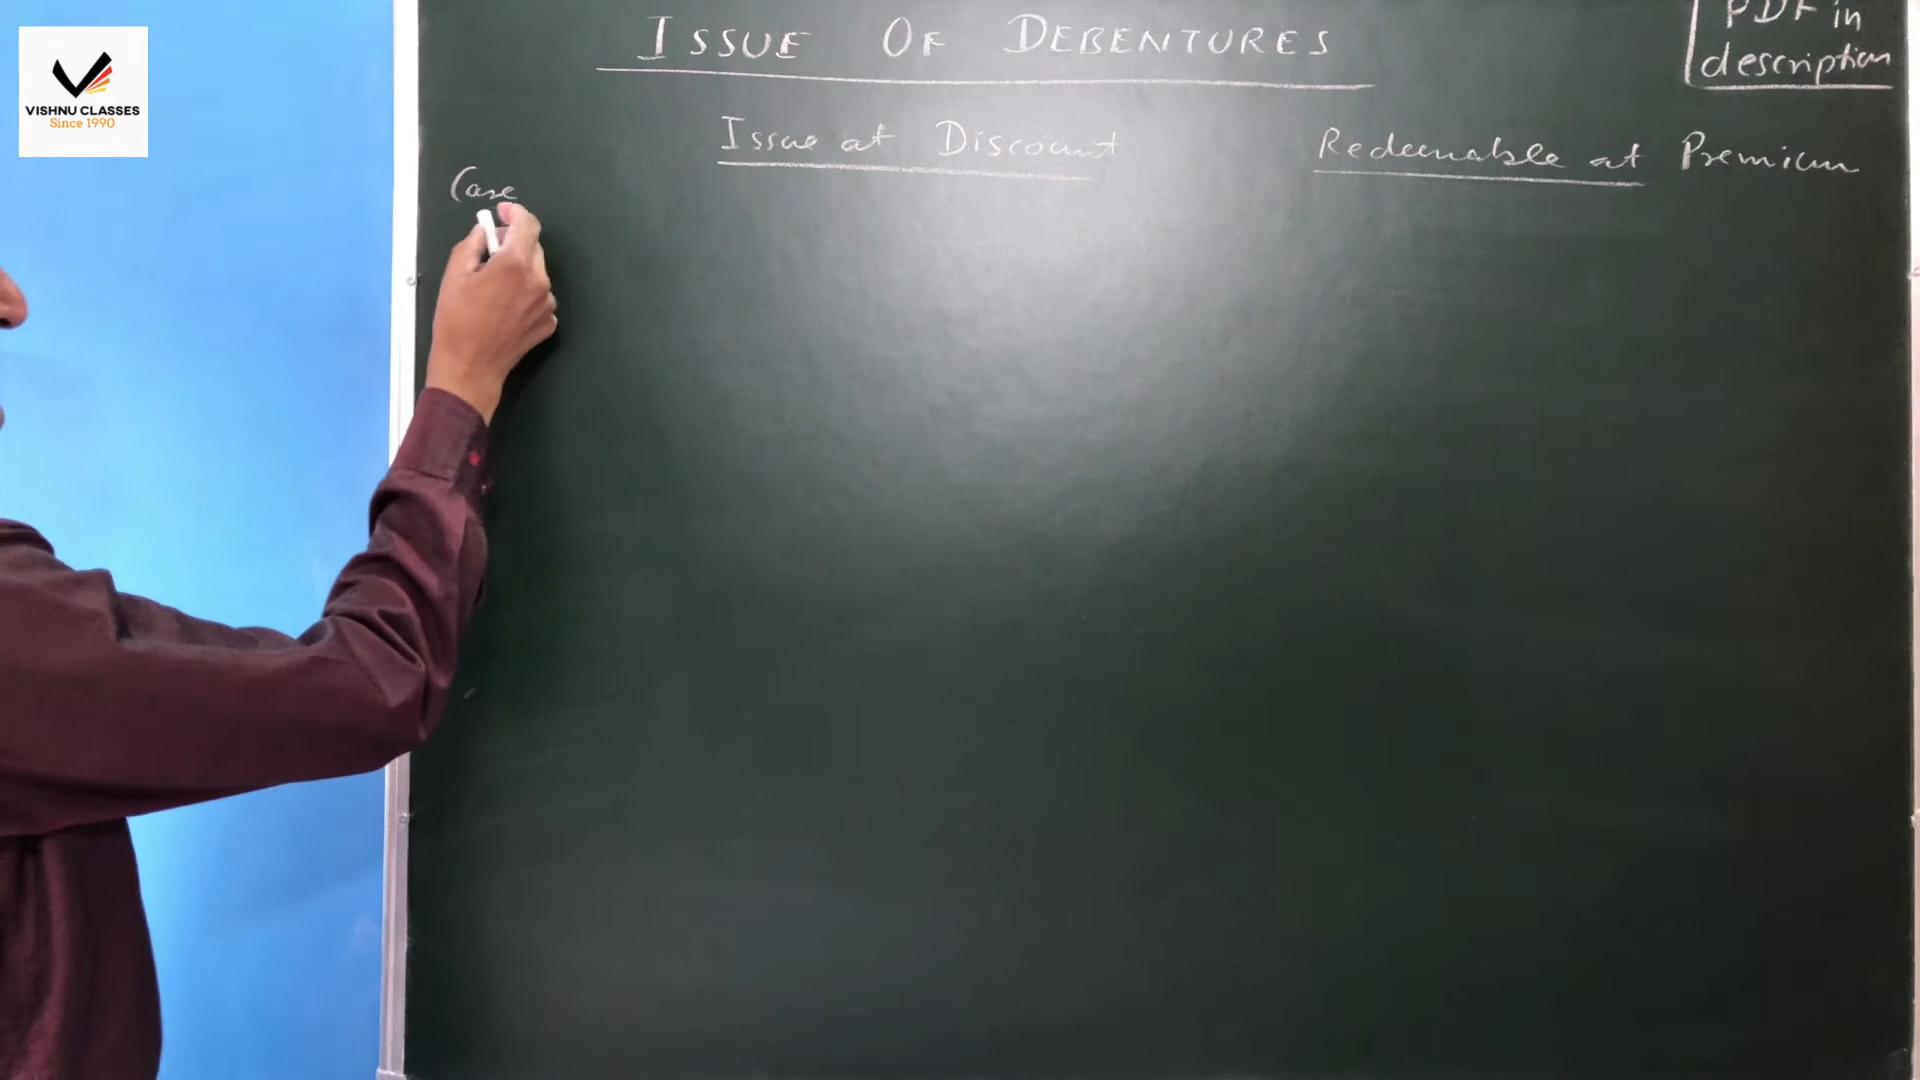 VISHNU CLASSES
Since 1990
ISSUE OF DEBENTURES
PDF in
description
Issue at Discount
Redeemable at Premium
Case